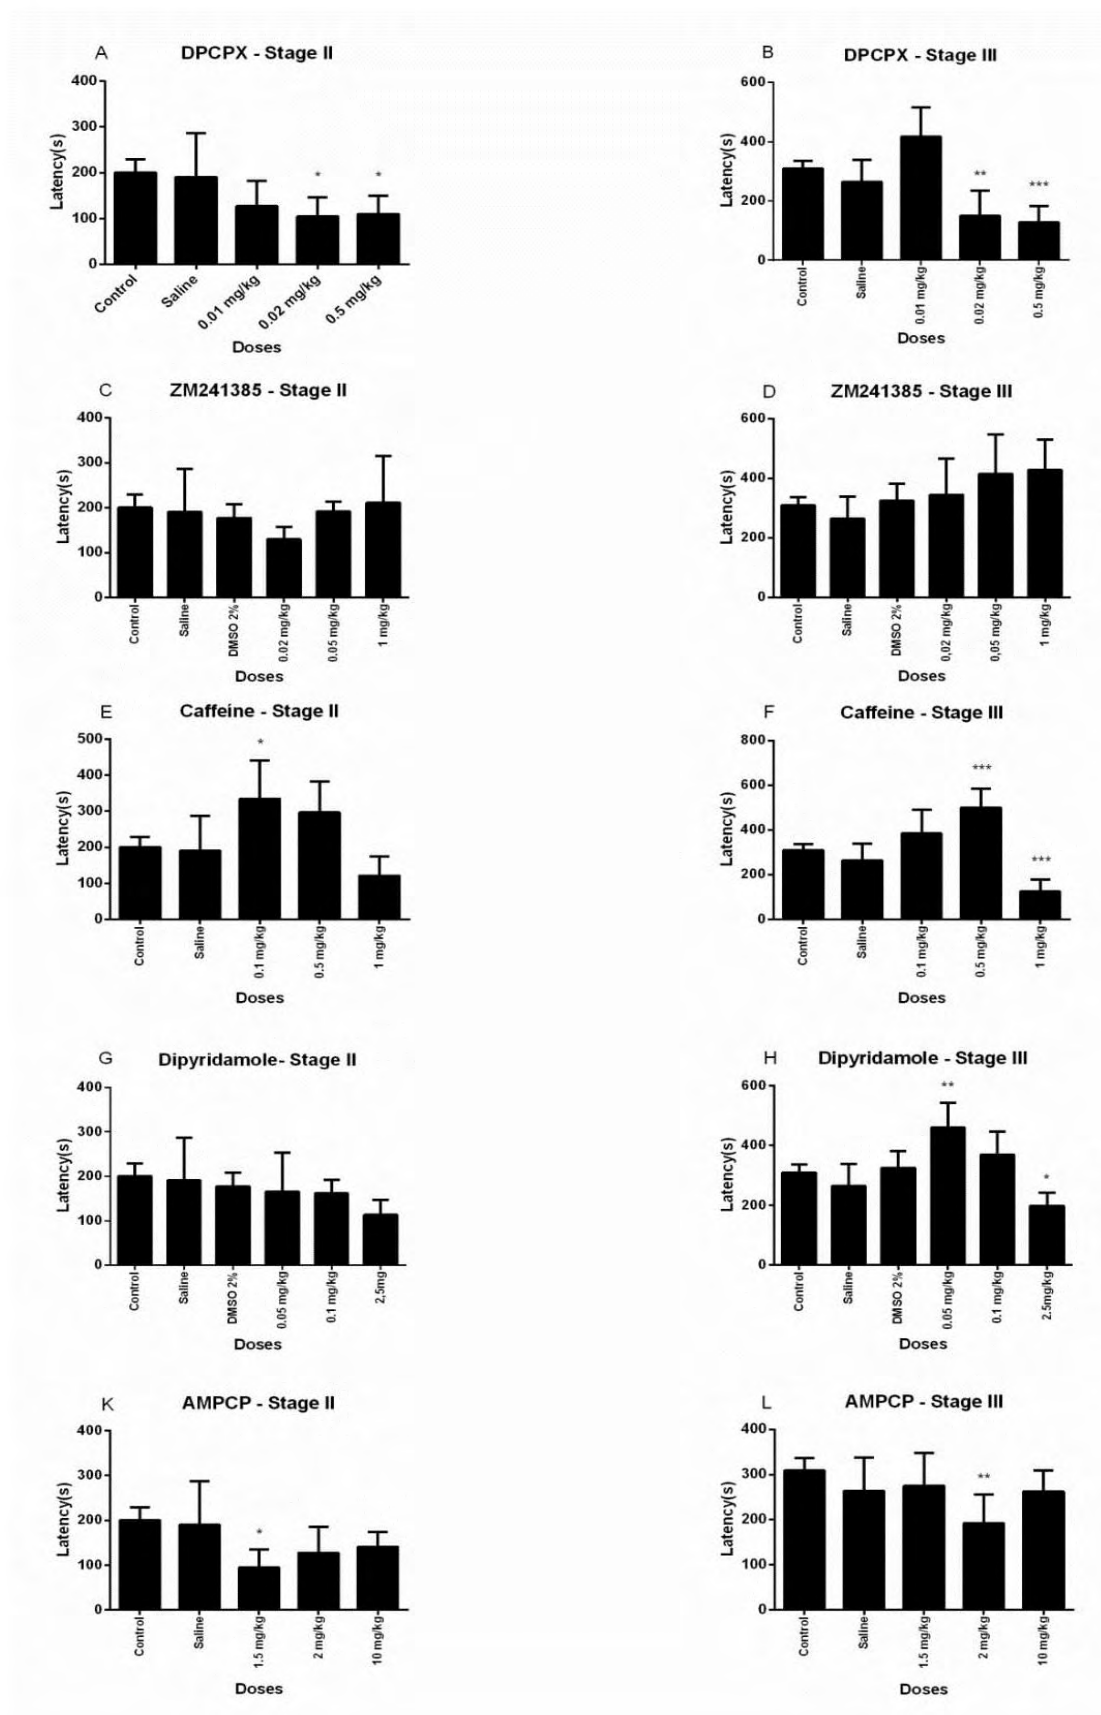 A DPCPX - Stage II
400
300
200
100
0
Latency(s)
* *
Control Saline 0.01 mg/kg 0.02 mg/kg 0.5 mg/kg
Doses
B DPCPX - Stage III
600
400
200
0
Latency(s)
** ***
Control Saline 0.01 mg/kg 0.02 mg/kg 0.5 mg/kg
Doses
C ZM241385 - Stage II
400
300
200
100
0
Latency(s)
Control Saline DMSO 2% 0.02 mg/kg 0.05 mg/kg 1 mg/kg
Doses
D ZM241385 - Stage III
600
400
200
0
Latency(s)
Control Saline DMSO 2% 0,02 mg/kg 0,05 mg/kg 1 mg/kg
Doses
E Caffeine - Stage II
500
400
300
200
100
0
Latency(s)
*
Control Saline 0.1 mg/kg 0.5 mg/kg 1 mg/kg
Doses
F Caffeine - Stage III
800
600
400
200
0
Latency(s)
*** ***
Control Saline 0.1 mg/kg 0.5 mg/kg 1 mg/kg
Doses
G Dipyridamole- Stage II
400
300
200
100
0
Latency(s)
Control Saline DMSO 2% 0.05 mg/kg 0.1 mg/kg 2,5mg
Doses
H Dipyridamole - Stage III
600
400
200
0
Latency(s)
** *
Control Saline DMSO 2% 0.05 mg/kg 0.1 mg/kg 2.5mg/kg
Doses
K AMPCP - Stage II
400
300
200
100
0
Latency(s)
*
Control Saline 1.5 mg/kg 2 mg/kg 10 mg/kg
Doses
L AMPCP - Stage III
400
300
200
100
0
Latency(s)
**
Control Saline 1.5 mg/kg 2 mg/kg 10 mg/kg
Doses